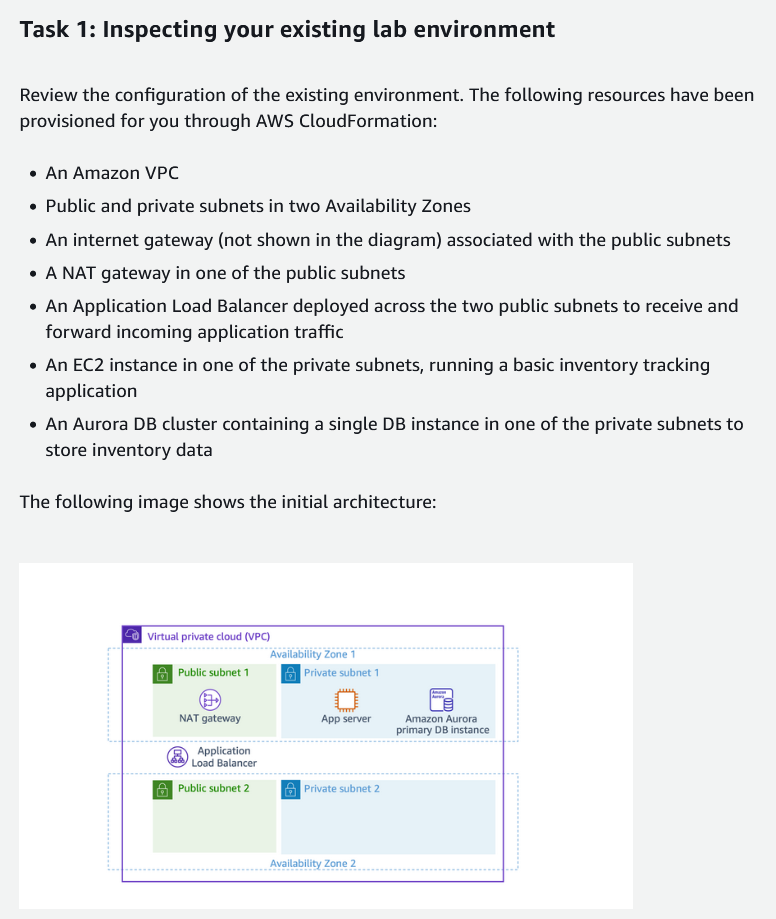 Task 1: Inspecting your existing lab environment
Review the configuration of the existing environment. The following resources have been
provisioned for you through AWS CloudFormation:
• An Amazon VPC
• Public and private subnets in two Availability Zones
• An internet gateway (not shown in the diagram) associated with the public subnets
• A NAT gateway in one of the public subnets
• An Application Load Balancer deployed across the two public subnets to receive and
forward incoming application traffic
• An EC2 instance in one of the private subnets, running a basic inventory tracking
application
• An Aurora DB cluster containing a single DB instance in one of the private subnets to
store inventory data
The following image shows the initial architecture:
Virtual private cloud (VPC)
Availability Zone 1
Public subnet 1
Private subnet 1
Amazon
Aurora
NAT gateway
App server
Amazon Aurora
primary DB instance
Application
Load Balancer
Public subnet 2
Private subnet 2
Availability Zone 2